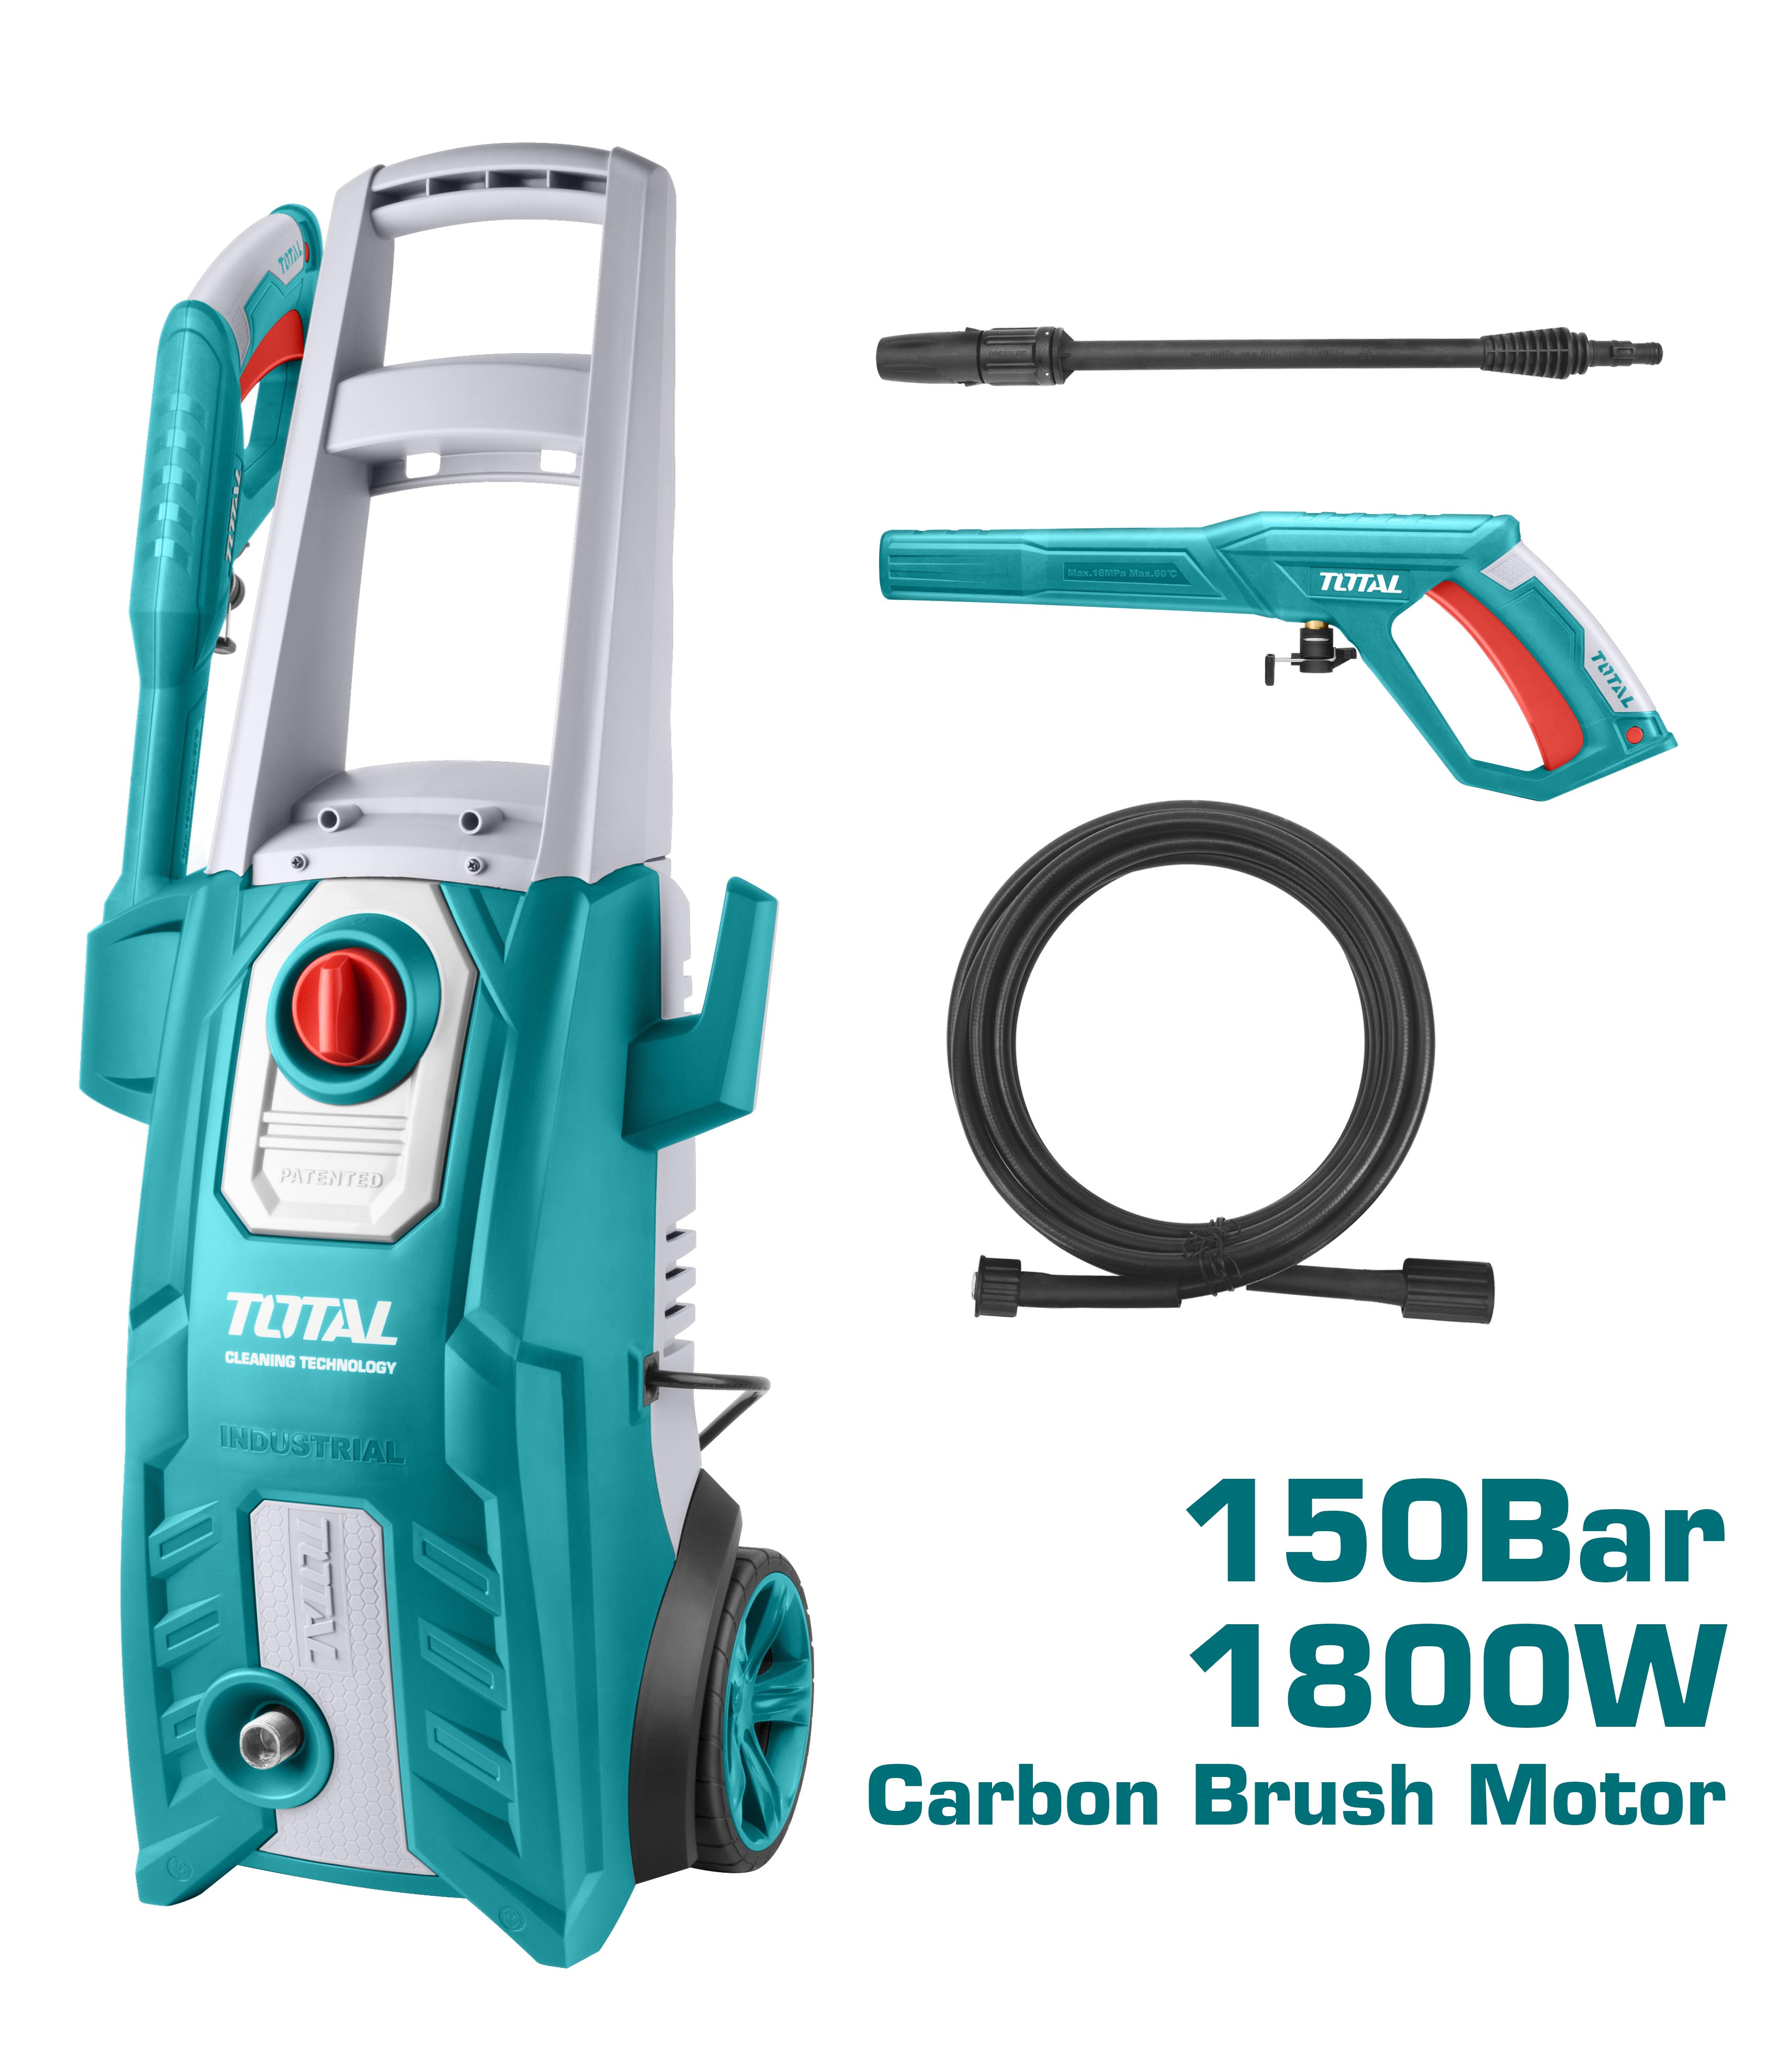 TOTAL
TOTAL
PATENTED
TOTAL
CLEANING TECHNOLOGY
INDUSTRIAL
TOTAL
PRESSURE
Max.16MPa Max.60°C
TOTAL
TOTAL
150Bar
1800W
Carbon Brush Motor